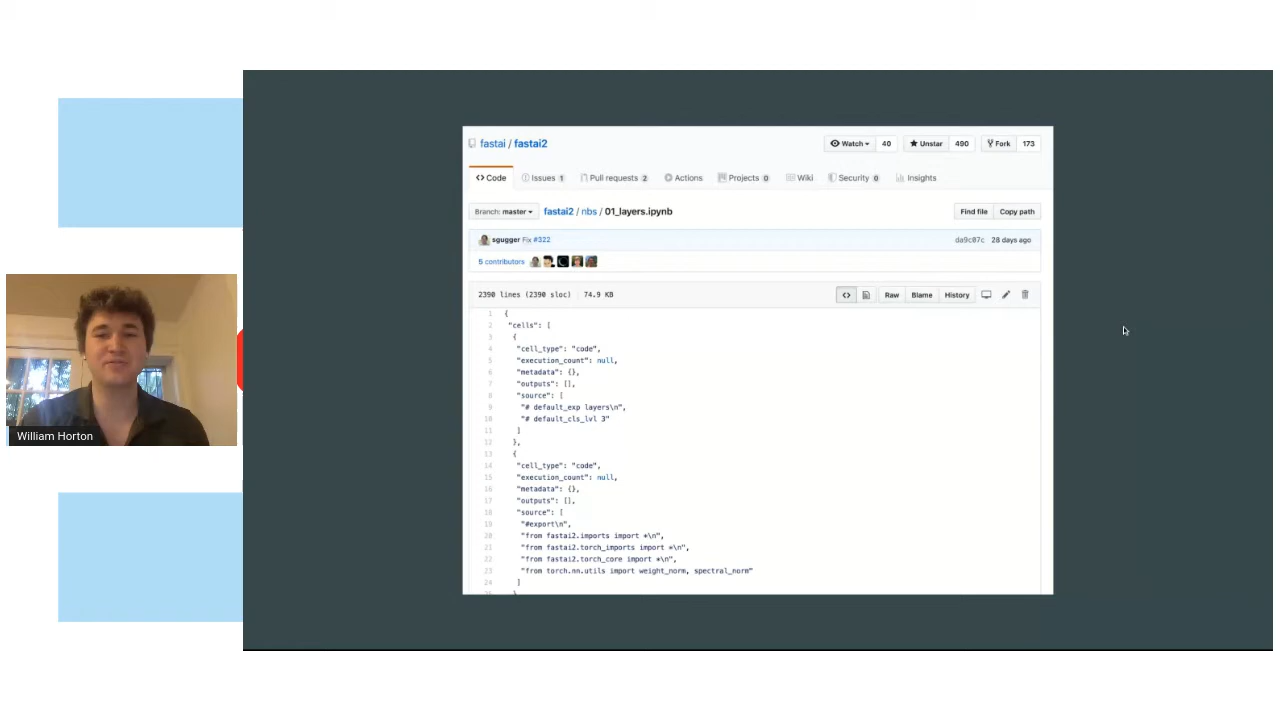 fastai / fastai2
Watch 40 Unstar 490 Fork 173
Code Issues 1 Pull requests 2 Actions Projects 0 Wiki Security 0 Insights
Branch: master fastai2 / nbs / 01_layers.ipynb Find file Copy path
sgugger Fix #322 da9c07c 28 days ago
5 contributors
2390 lines (2390 sloc) 74.9 KB Raw Blame History
1 {
2 "cells": [
3 {
4 "cell_type": "code",
5 "execution_count": null,
6 "metadata": {},
7 "outputs": [],
8 "source": [
9 "# default_exp layers\n",
10 "# default_cls_lvl 3"
11 ]
12 },
13 {
14 "cell_type": "code",
15 "execution_count": null,
16 "metadata": {},
17 "outputs": [],
18 "source": [
19 "#export\n",
20 "from fastai2.imports import *\n",
21 "from fastai2.torch_imports import *\n",
22 "from fastai2.torch_core import *\n",
23 "from torch.nn.utils import weight_norm, spectral_norm"
24 ]
William Horton